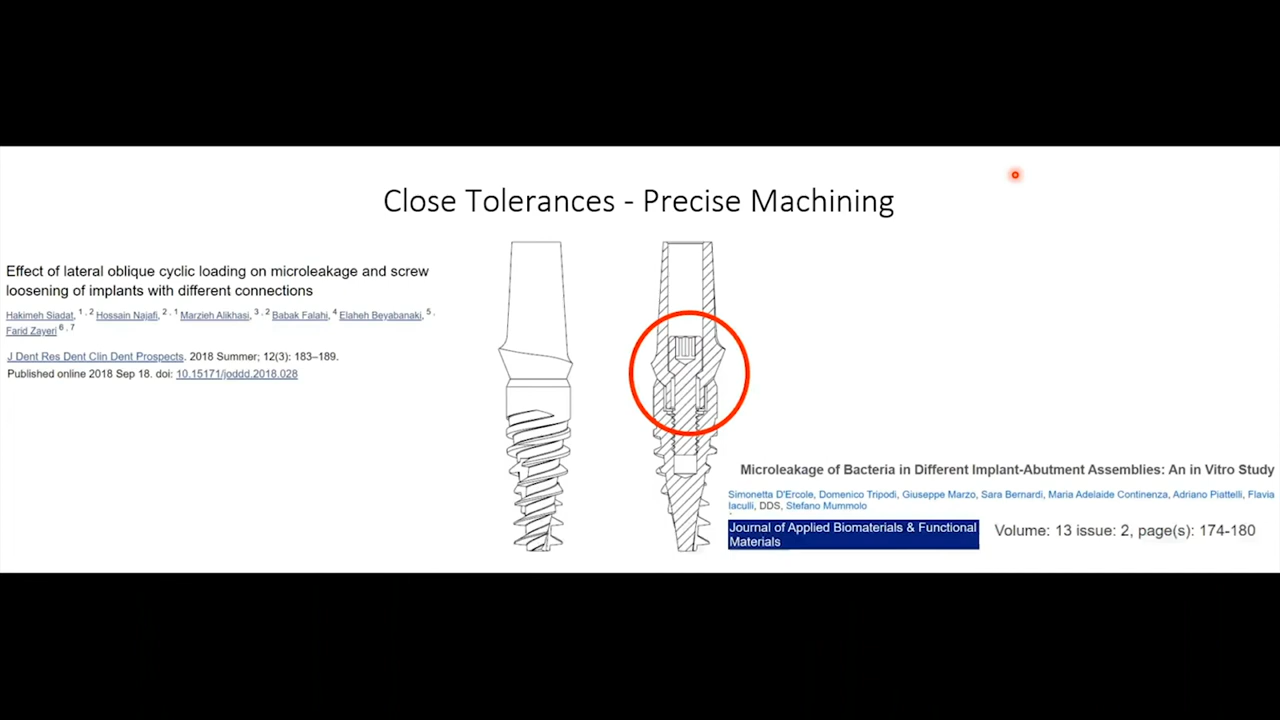 Close Tolerances - Precise Machining
Effect of lateral oblique cyclic loading on microleakage and screw
loosening of implants with different connections
Hakimeh Siadat, 1 , 2 Hossain Najafi, 2 , 1 Marzieh Alikhasi, 3 , 2 Babak Falahi, 4 Elaheh Beyabanaki, 5 ,
Farid Zayeri 6 , 7
J Dent Res Dent Clin Dent Prospects. 2018 Summer; 12(3): 183–189.
Published online 2018 Sep 18. doi: 10.15171/joddd.2018.028
Microleakage of Bacteria in Different Implant-Abutment Assemblies: An in Vitro Study
Simonetta D'Ercole, Domenico Tripodi, Giuseppe Marzo, Sara Bernardi, Maria Adelaide Continenza, Adriano Piattelli, Flavia
Iaculli, DDS, Stefano Mummolo
Journal of Applied Biomaterials & Functional
Materials
Volume: 13 issue: 2, page(s): 174-180